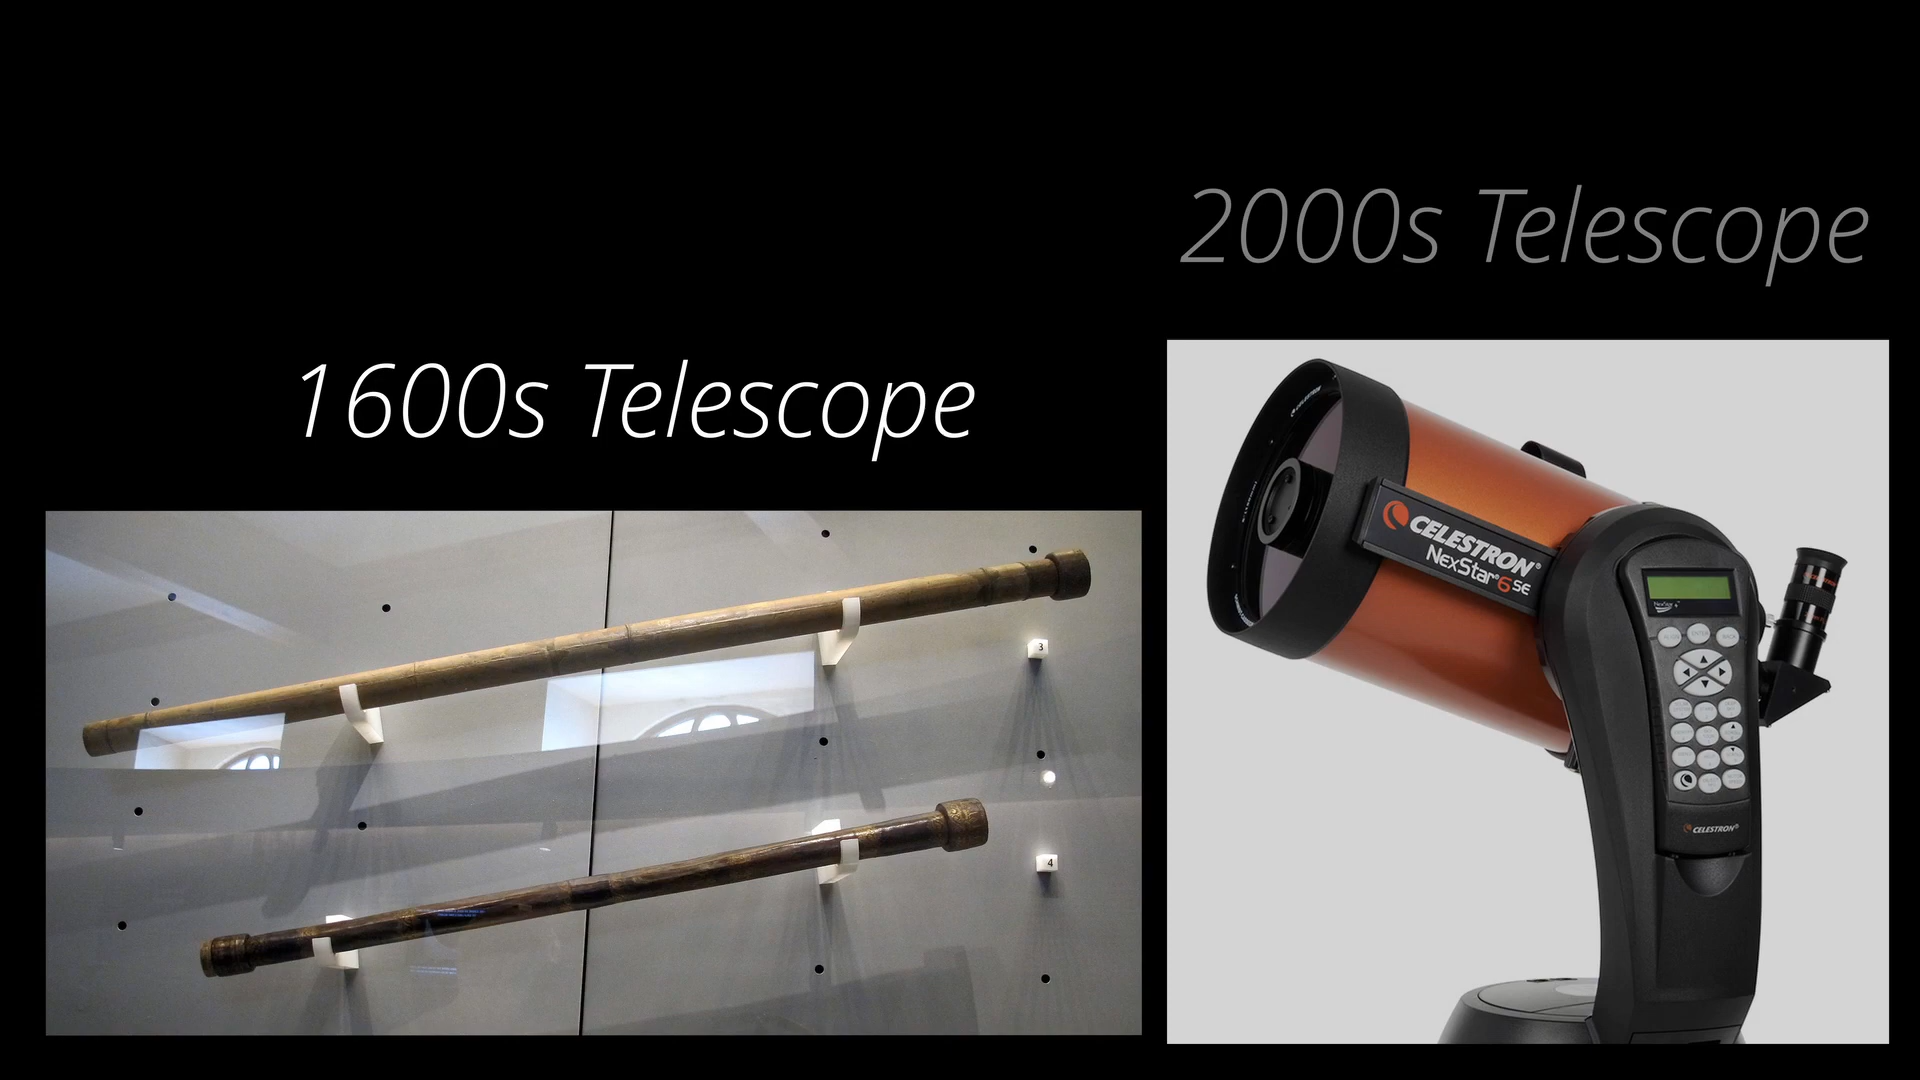 2000s Telescope
1600s Telescope
CELESTRON
NexStar 6 SE
3
4
CELESTRON